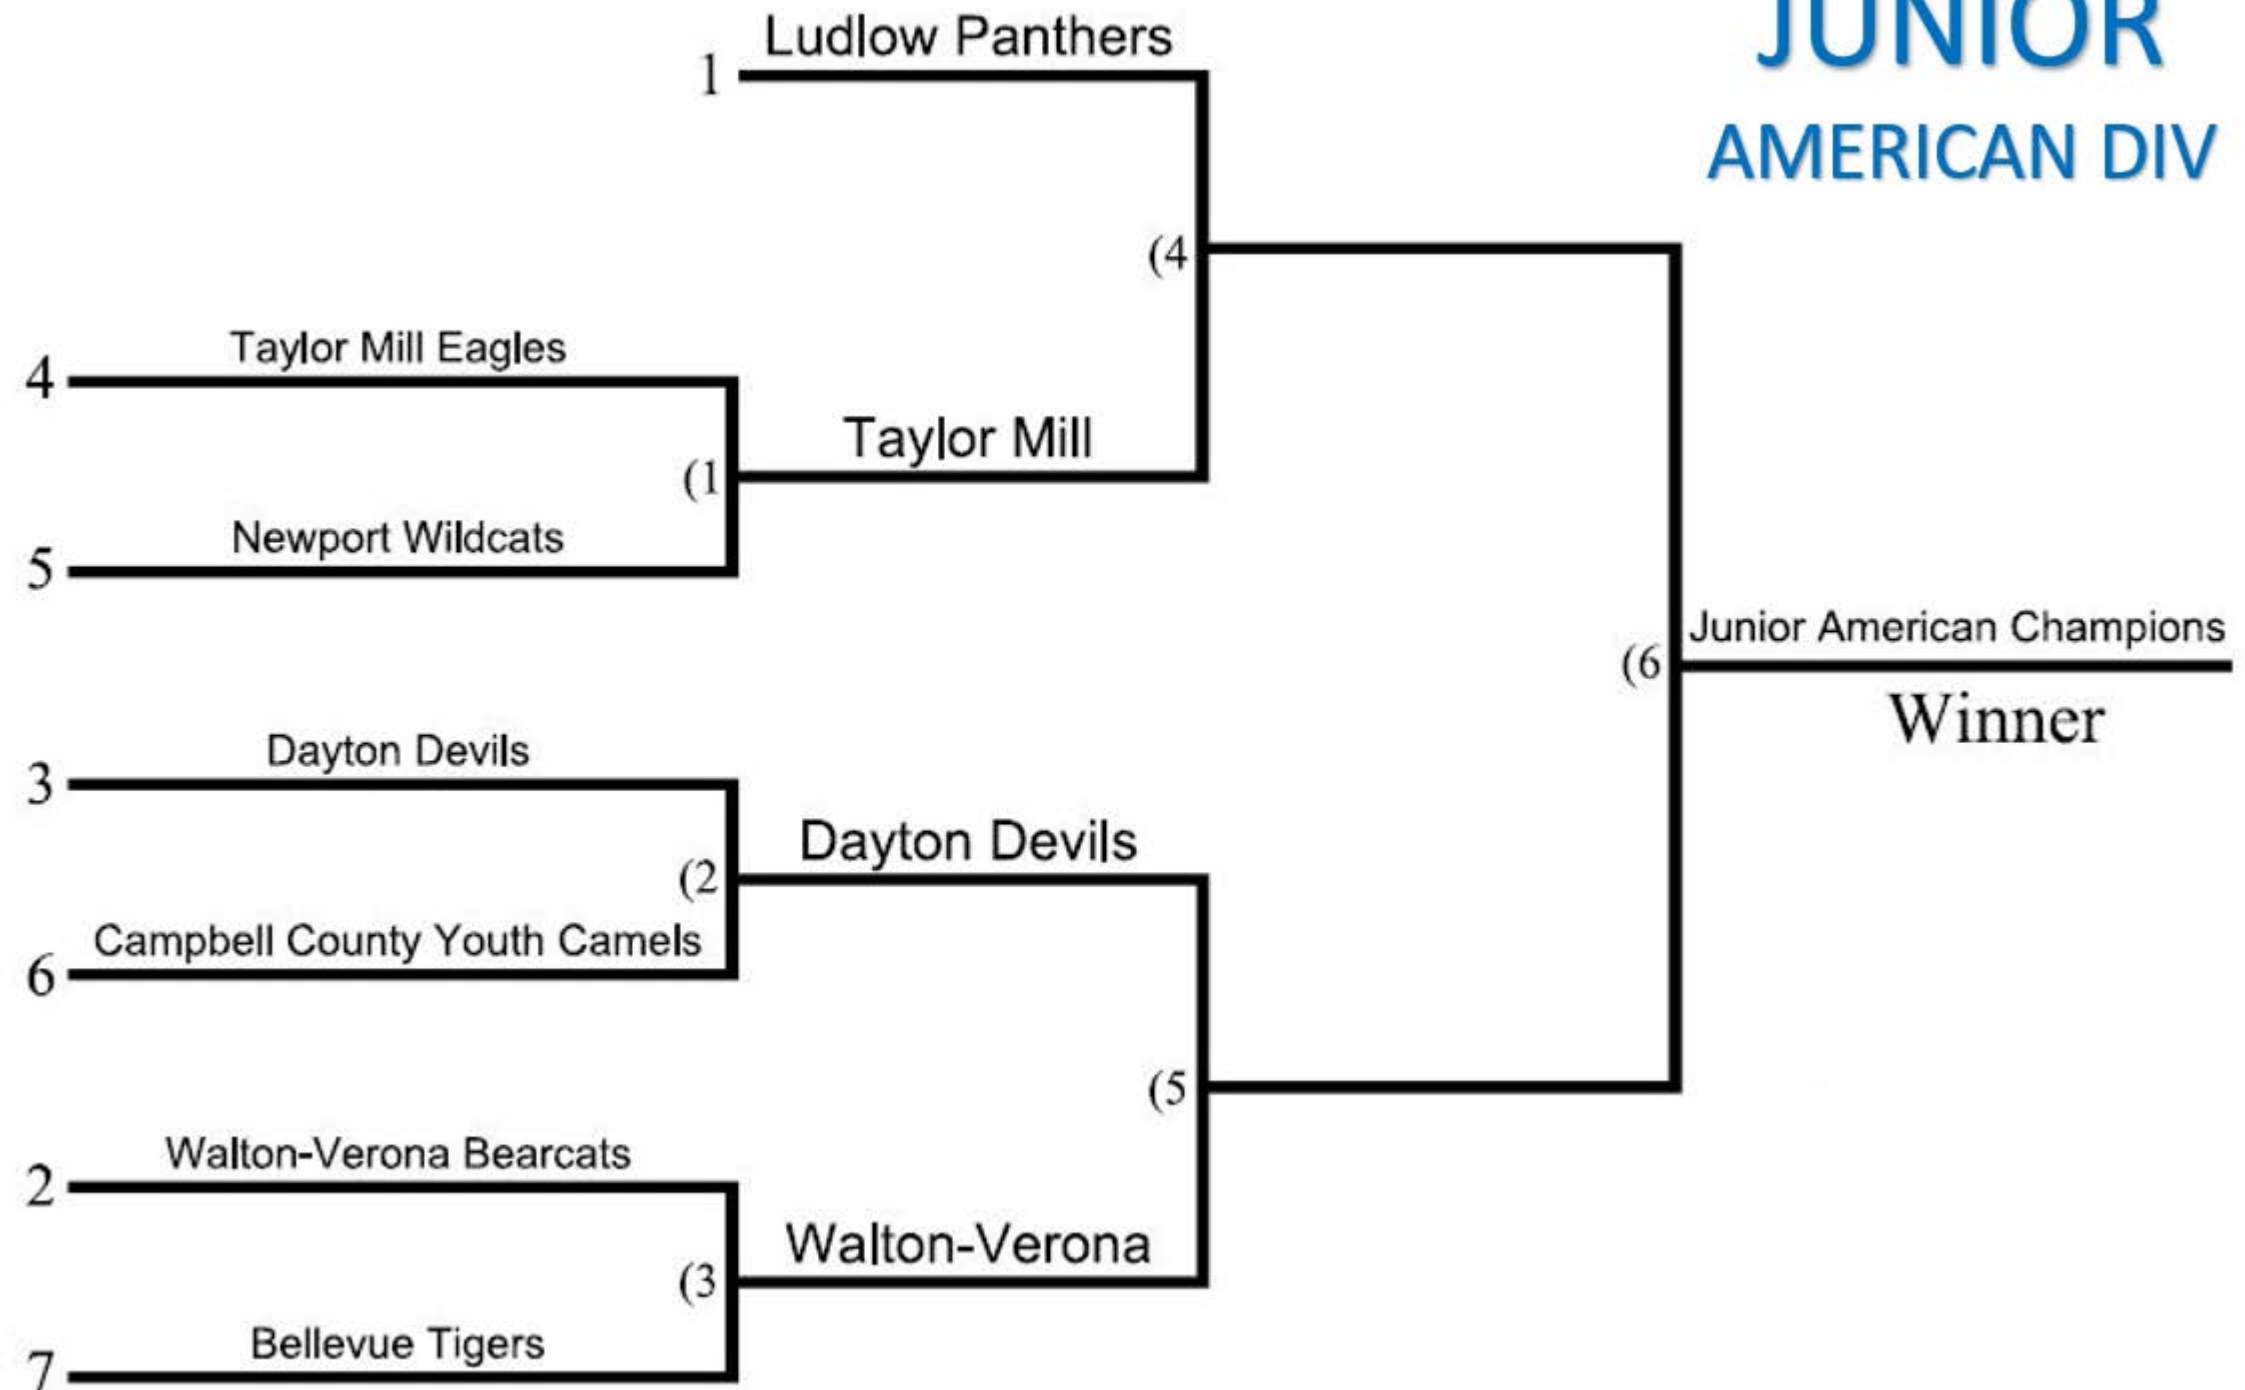 JUNIOR
AMERICAN DIV
Ludlow Panthers
1
(4
Taylor Mill Eagles
4
Taylor Mill
(1
Newport Wildcats
5
Junior American Champions
(6
Winner
Dayton Devils
3
Dayton Devils
(2
Campbell County Youth Camels
6
(5
Walton-Verona Bearcats
2
Walton-Verona
(3
Bellevue Tigers
7